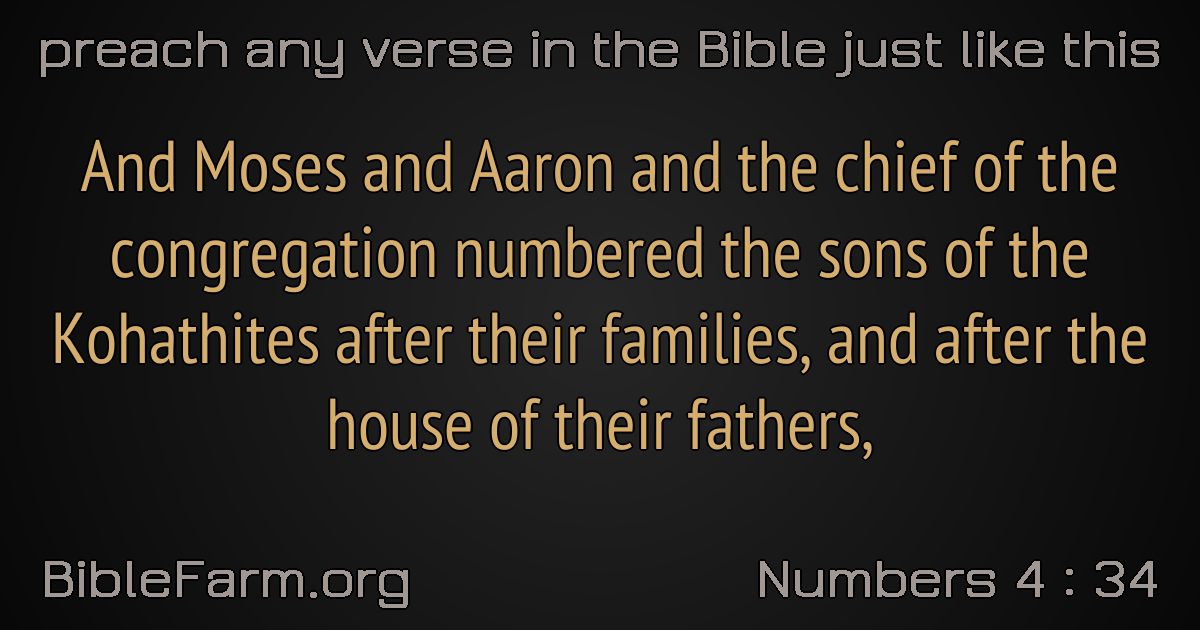 preach any verse in the Bible just like this
And Moses and Aaron and the chief of the
congregation numbered the sons of the
Kohathites after their families, and after the
house of their fathers,
BibleFarm.org
Numbers 4 : 34